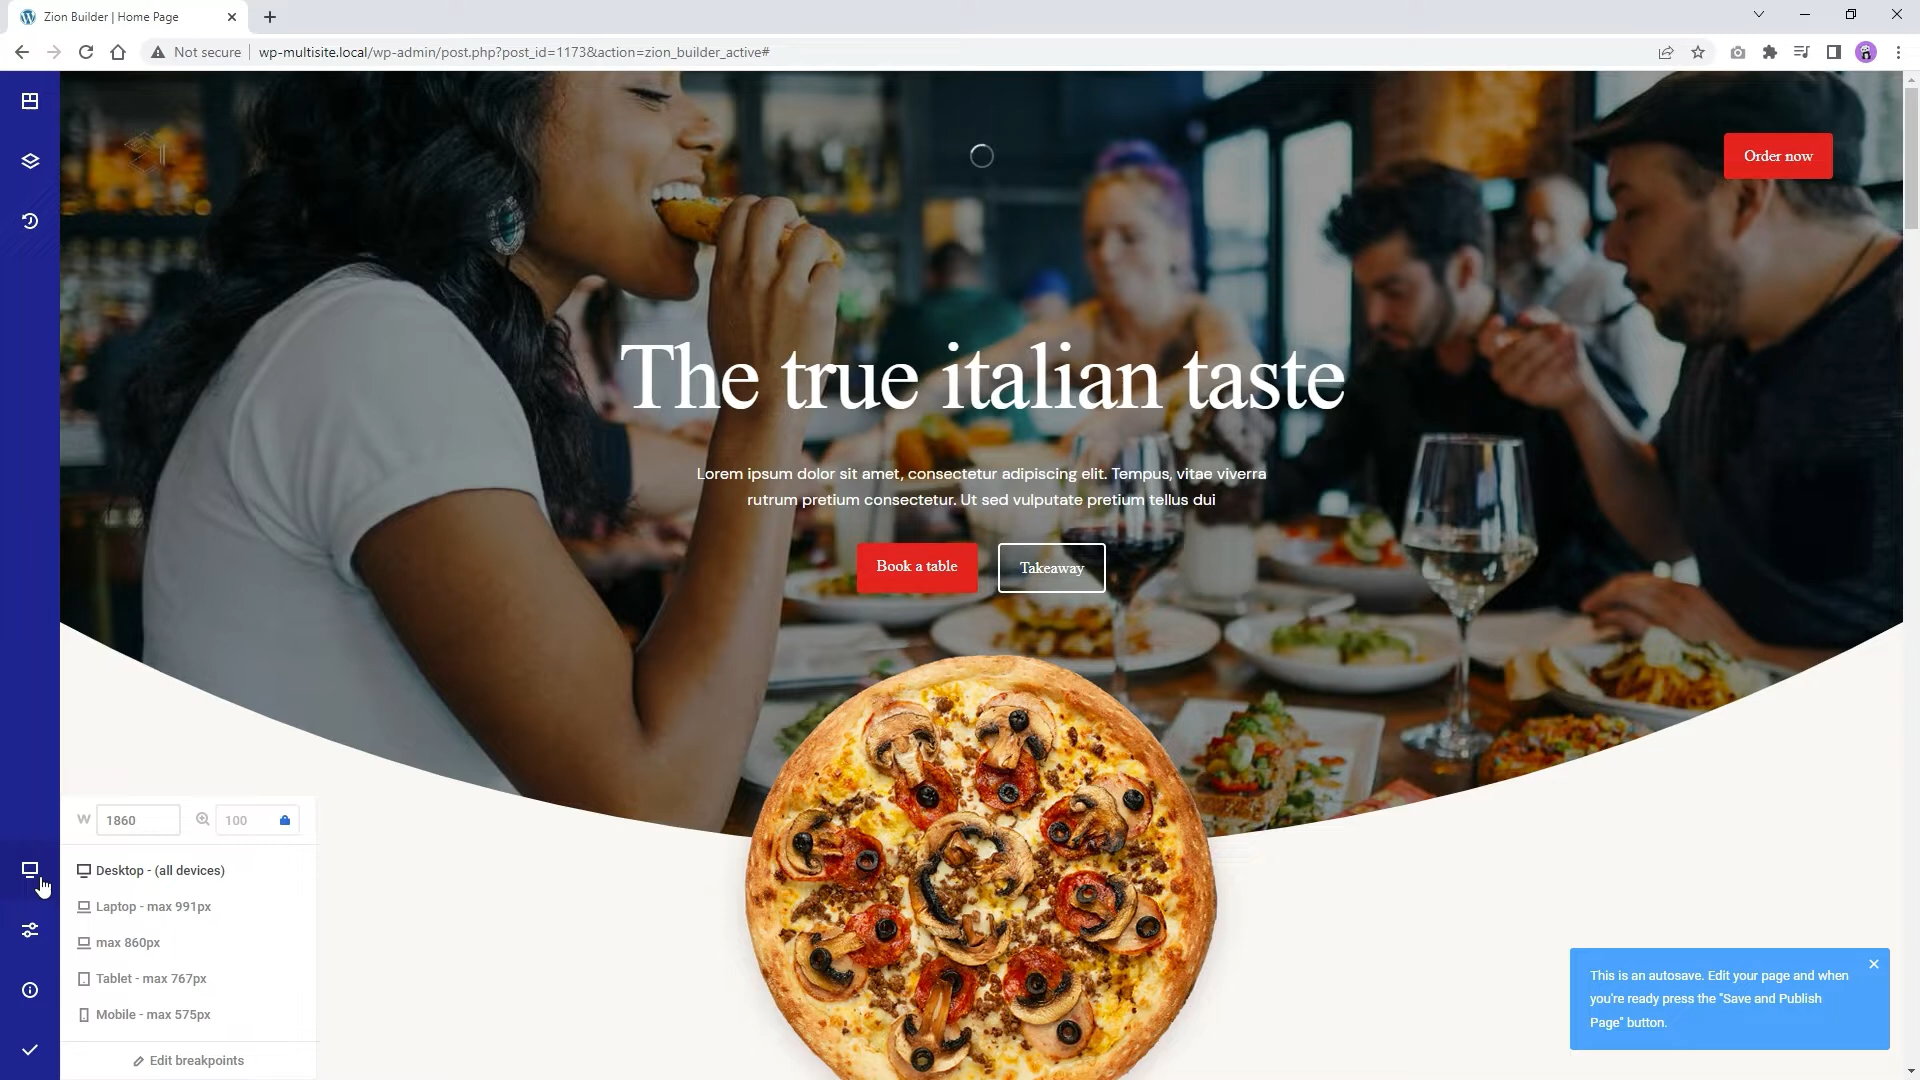 Zion Builder | Home Page
Not secure
wp-multisite.local/wp-admin/post.php?post_id=1173&action=zion_builder_active#
Order now
The true italian taste
Lorem ipsum dolor sit amet, consectetur adipiscing elit. Tempus, vitae viverra
rutrum pretium consectetur. Ut sed vulputate pretium tellus dui
Book a table
Takeaway
W 1860 100
Desktop - (all devices)
Laptop - max 991px
max 860px
Tablet - max 767px
Mobile - max 575px
Edit breakpoints
This is an autosave. Edit your page and when
you're ready press the "Save and Publish
Page" button.